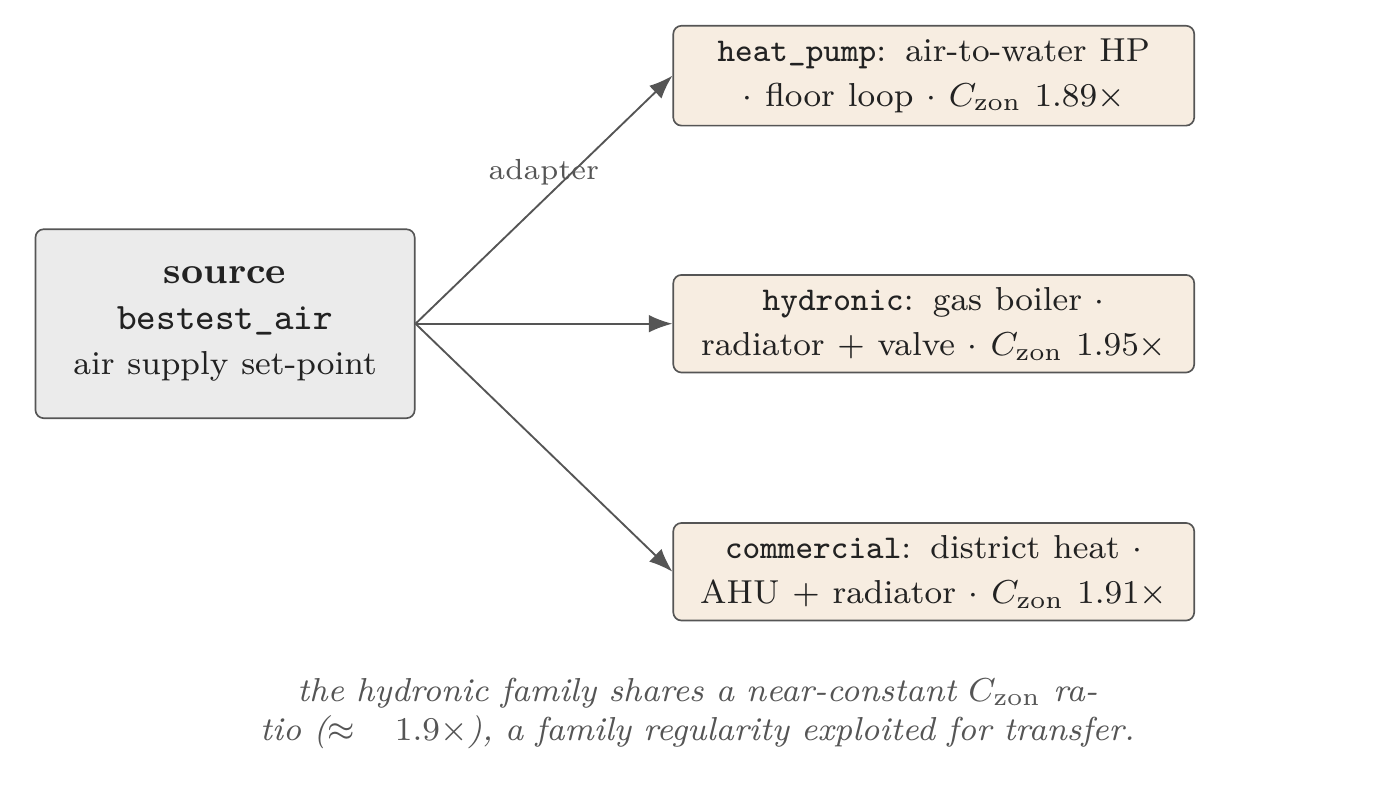 heat_pump: air-to-water HP
· floor loop · C_zon 1.89×
adapter
source
bestest_air
air supply set-point
hydronic: gas boiler ·
radiator + valve · C_zon 1.95×
commercial: district heat ·
AHU + radiator · C_zon 1.91×
the hydronic family shares a near-constant C_zon ra-
tio (≈ 1.9×), a family regularity exploited for transfer.